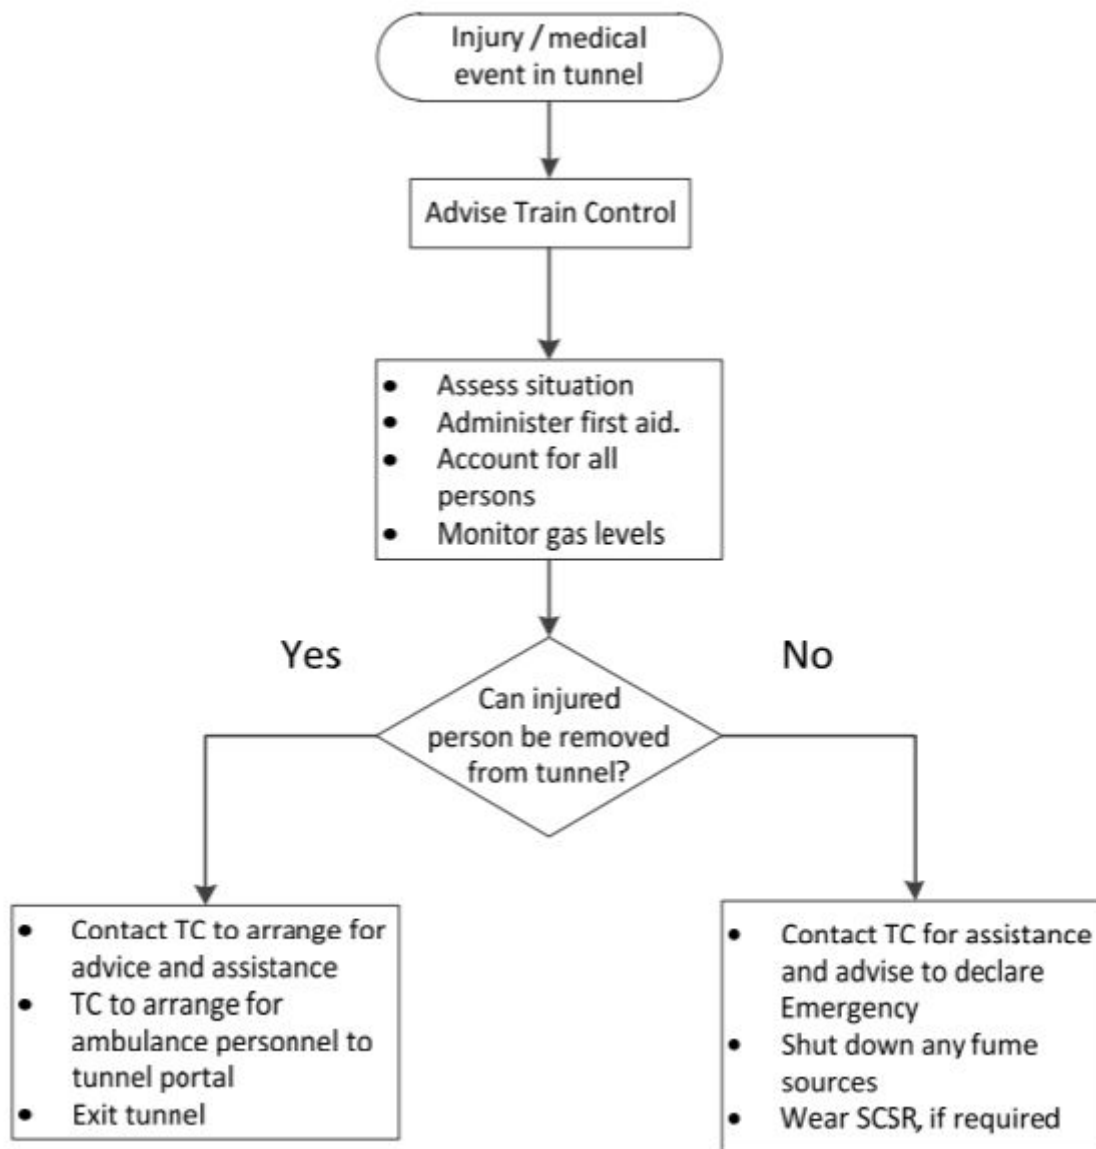 Injury / medical
event in tunnel
Advise Train Control
• Assess situation
• Administer first aid.
• Account for all
persons
• Monitor gas levels
Yes
No
Can injured
person be removed
from tunnel?
• Contact TC to arrange for
advice and assistance
• TC to arrange for
ambulance personnel to
tunnel portal
• Exit tunnel
• Contact TC for assistance
and advise to declare
Emergency
• Shut down any fume
sources
• Wear SCSR, if required